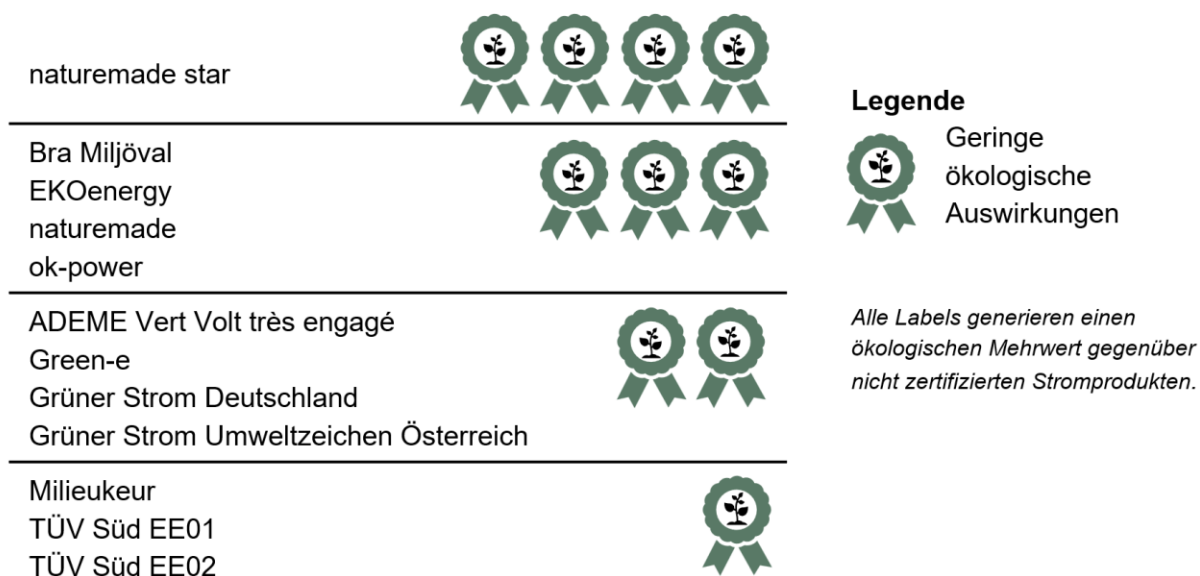 naturemade star
Bra Miljöval
EKOenergy
naturemade
ok-power
ADEME Vert Volt très engagé
Green-e
Grüner Strom Deutschland
Grüner Strom Umweltzeichen Österreich
Milieukeur
TÜV Süd EE01
TÜV Süd EE02
Legende
Geringe
ökologische
Auswirkungen
Alle Labels generieren einen
ökologischen Mehrwert gegenüber
nicht zertifizierten Stromprodukten.